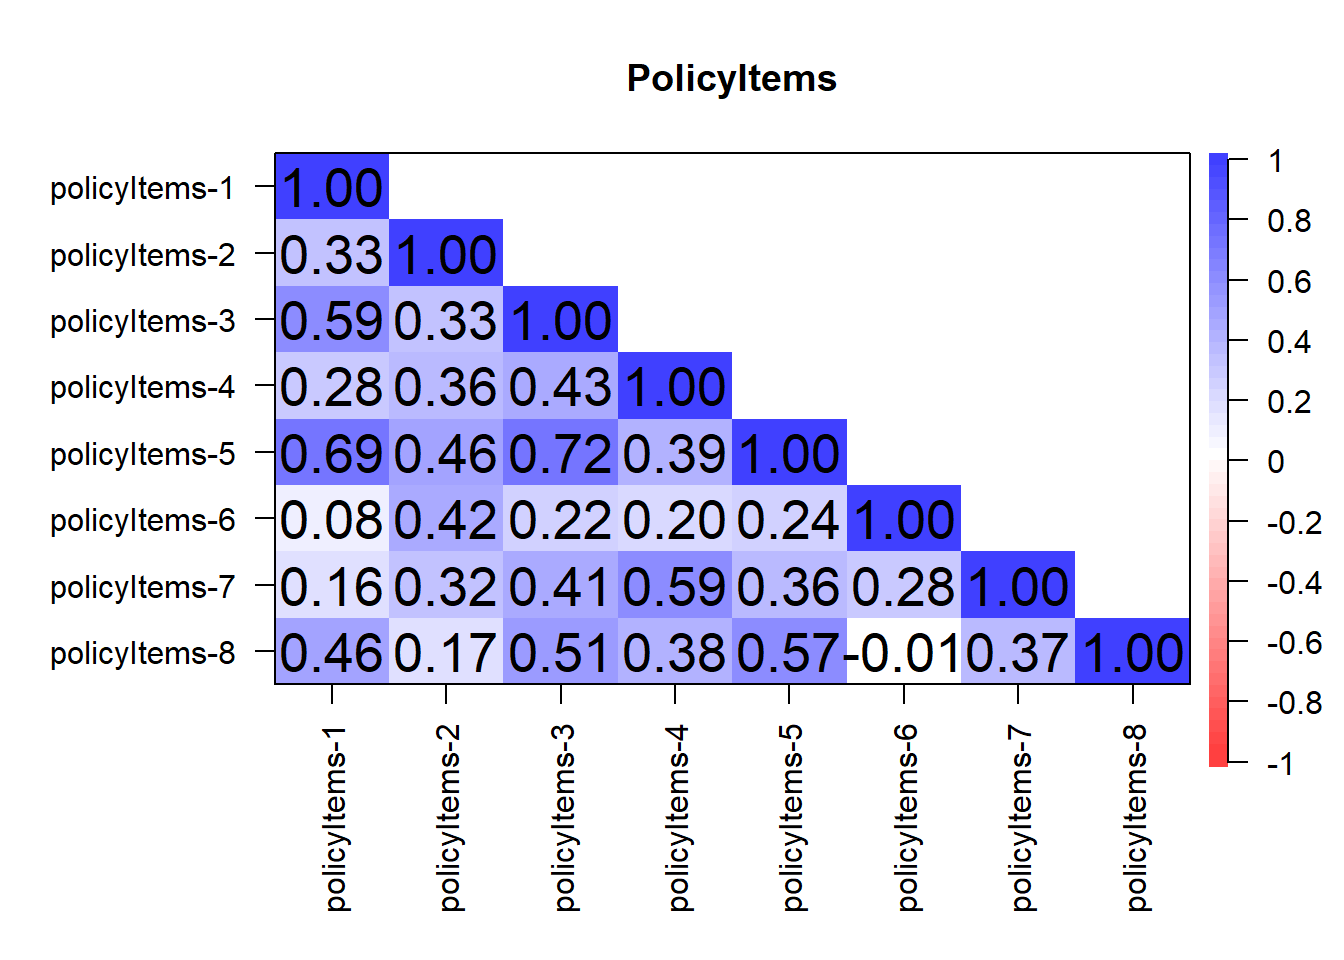 PolicyItems
policyItems-1 1.00
policyItems-2 0.33 1.00
policyItems-3 0.59 0.33 1.00
policyItems-4 0.28 0.36 0.43 1.00
policyItems-5 0.69 0.46 0.72 0.39 1.00
policyItems-6 0.08 0.42 0.22 0.20 0.24 1.00
policyItems-7 0.16 0.32 0.41 0.59 0.36 0.28 1.00
policyItems-8 0.46 0.17 0.51 0.38 0.57 -0.01 0.37 1.00
policyItems-1
policyItems-2
policyItems-3
policyItems-4
policyItems-5
policyItems-6
policyItems-7
policyItems-8
1
0.8
0.6
0.4
0.2
0
-0.2
-0.4
-0.6
-0.8
-1